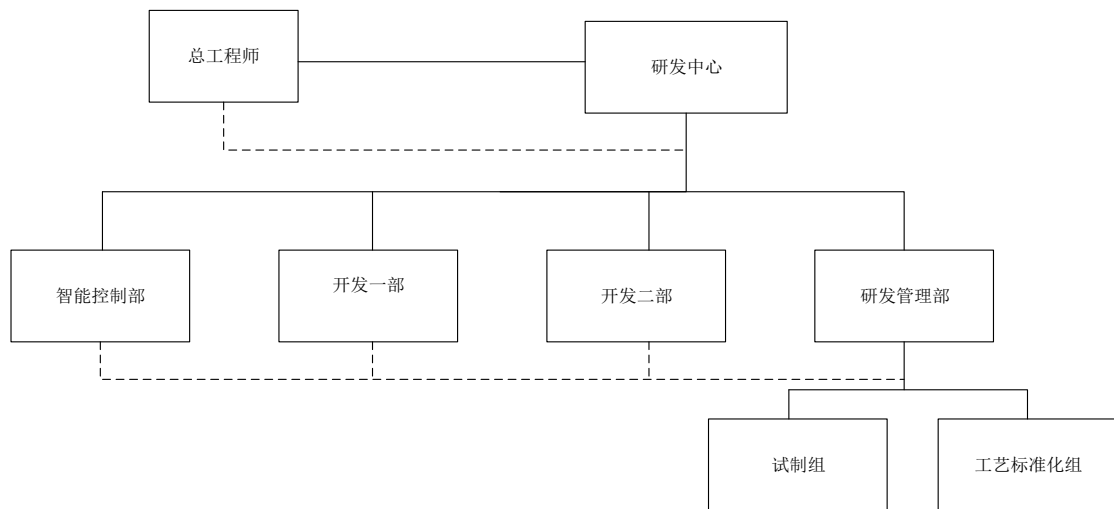 总工程师
研发中心
智能控制部
开发一部
开发二部
研发管理部
试制组
工艺标准化组